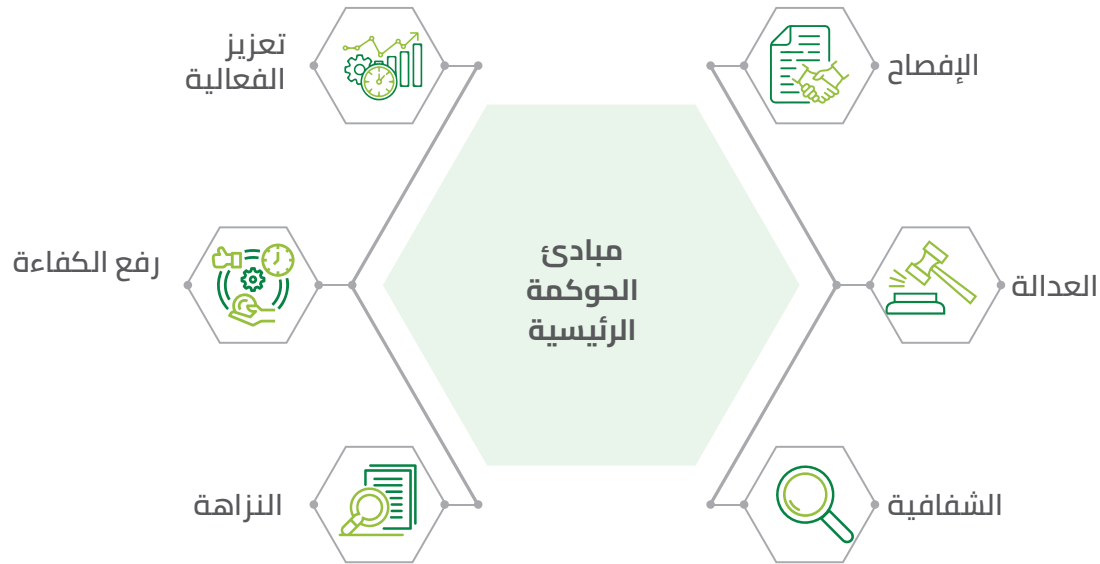 مبادئ
الحوكمة
الرئيسية
الإفصاح
العدالة
الشفافية
تعزيز
الفعالية
رفع الكفاءة
النزاهة